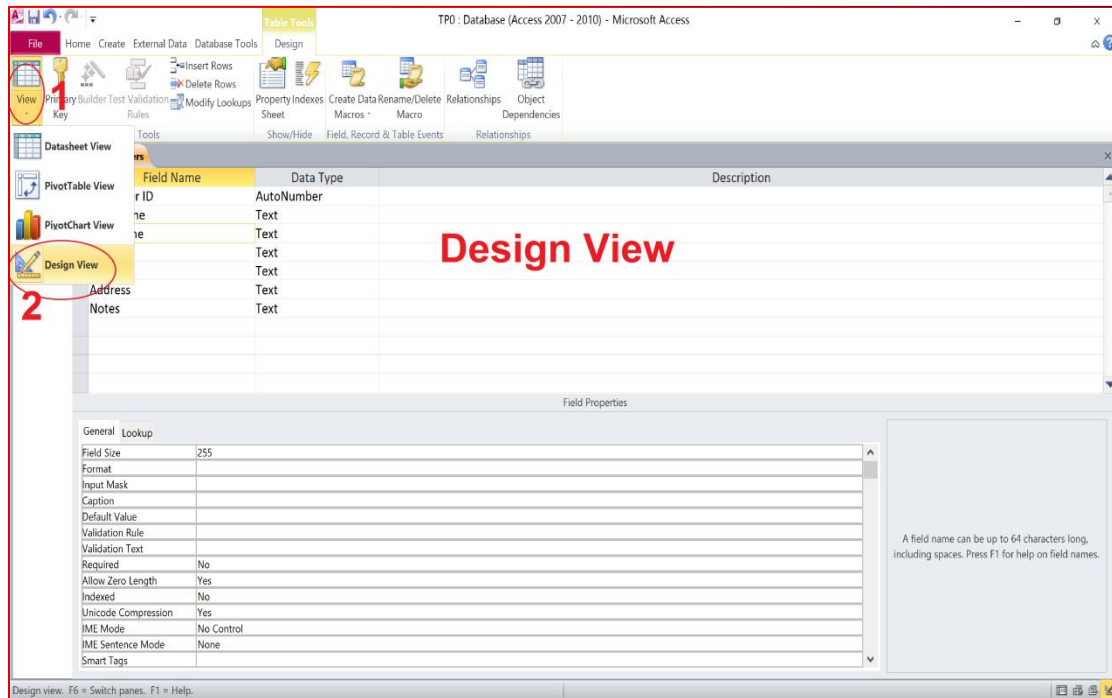 TP0 : Database (Access 2007 - 2010) - Microsoft Access
Table Tools
File Home Create External Data Database Tools Design
View
Primary Key
Builder
Test Validation Rules
Insert Rows
Delete Rows
Modify Lookups
Property Sheet
Indexes
Create Data Macros
Rename/Delete Macro
Relationships
Object Dependencies
Tools
Show/Hide
Field, Record & Table Events
Relationships
1
Datasheet View
PivotTable View
PivotChart View
Design View
2
ers
Field Name Data Type Description
r ID AutoNumber
me Text
me Text
Text
Text
Address Text
Notes Text
Design View
Field Properties
General Lookup
Field Size 255
Format
Input Mask
Caption
Default Value
Validation Rule
Validation Text
Required No
Allow Zero Length Yes
Indexed No
Unicode Compression Yes
IME Mode No Control
IME Sentence Mode None
Smart Tags
A field name can be up to 64 characters long,
including spaces. Press F1 for help on field names.
Design view. F6 = Switch panes. F1 = Help.